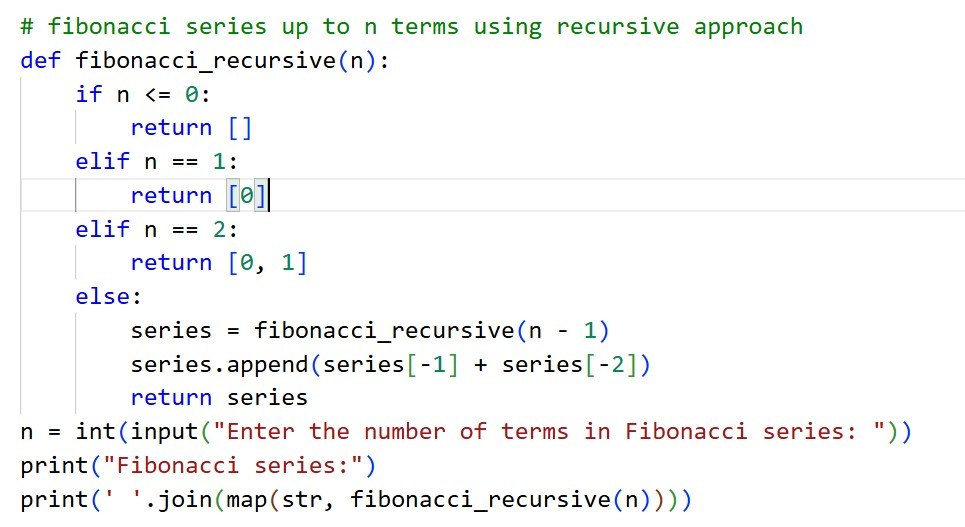 # fibonacci series up to n terms using recursive approach
def fibonacci_recursive(n):
    if n <= 0:
        return []
    elif n == 1:
        return [0]
    elif n == 2:
        return [0, 1]
    else:
        series = fibonacci_recursive(n - 1)
        series.append(series[-1] + series[-2])
        return series
n = int(input("Enter the number of terms in Fibonacci series: "))
print("Fibonacci series:")
print(' '.join(map(str, fibonacci_recursive(n))))